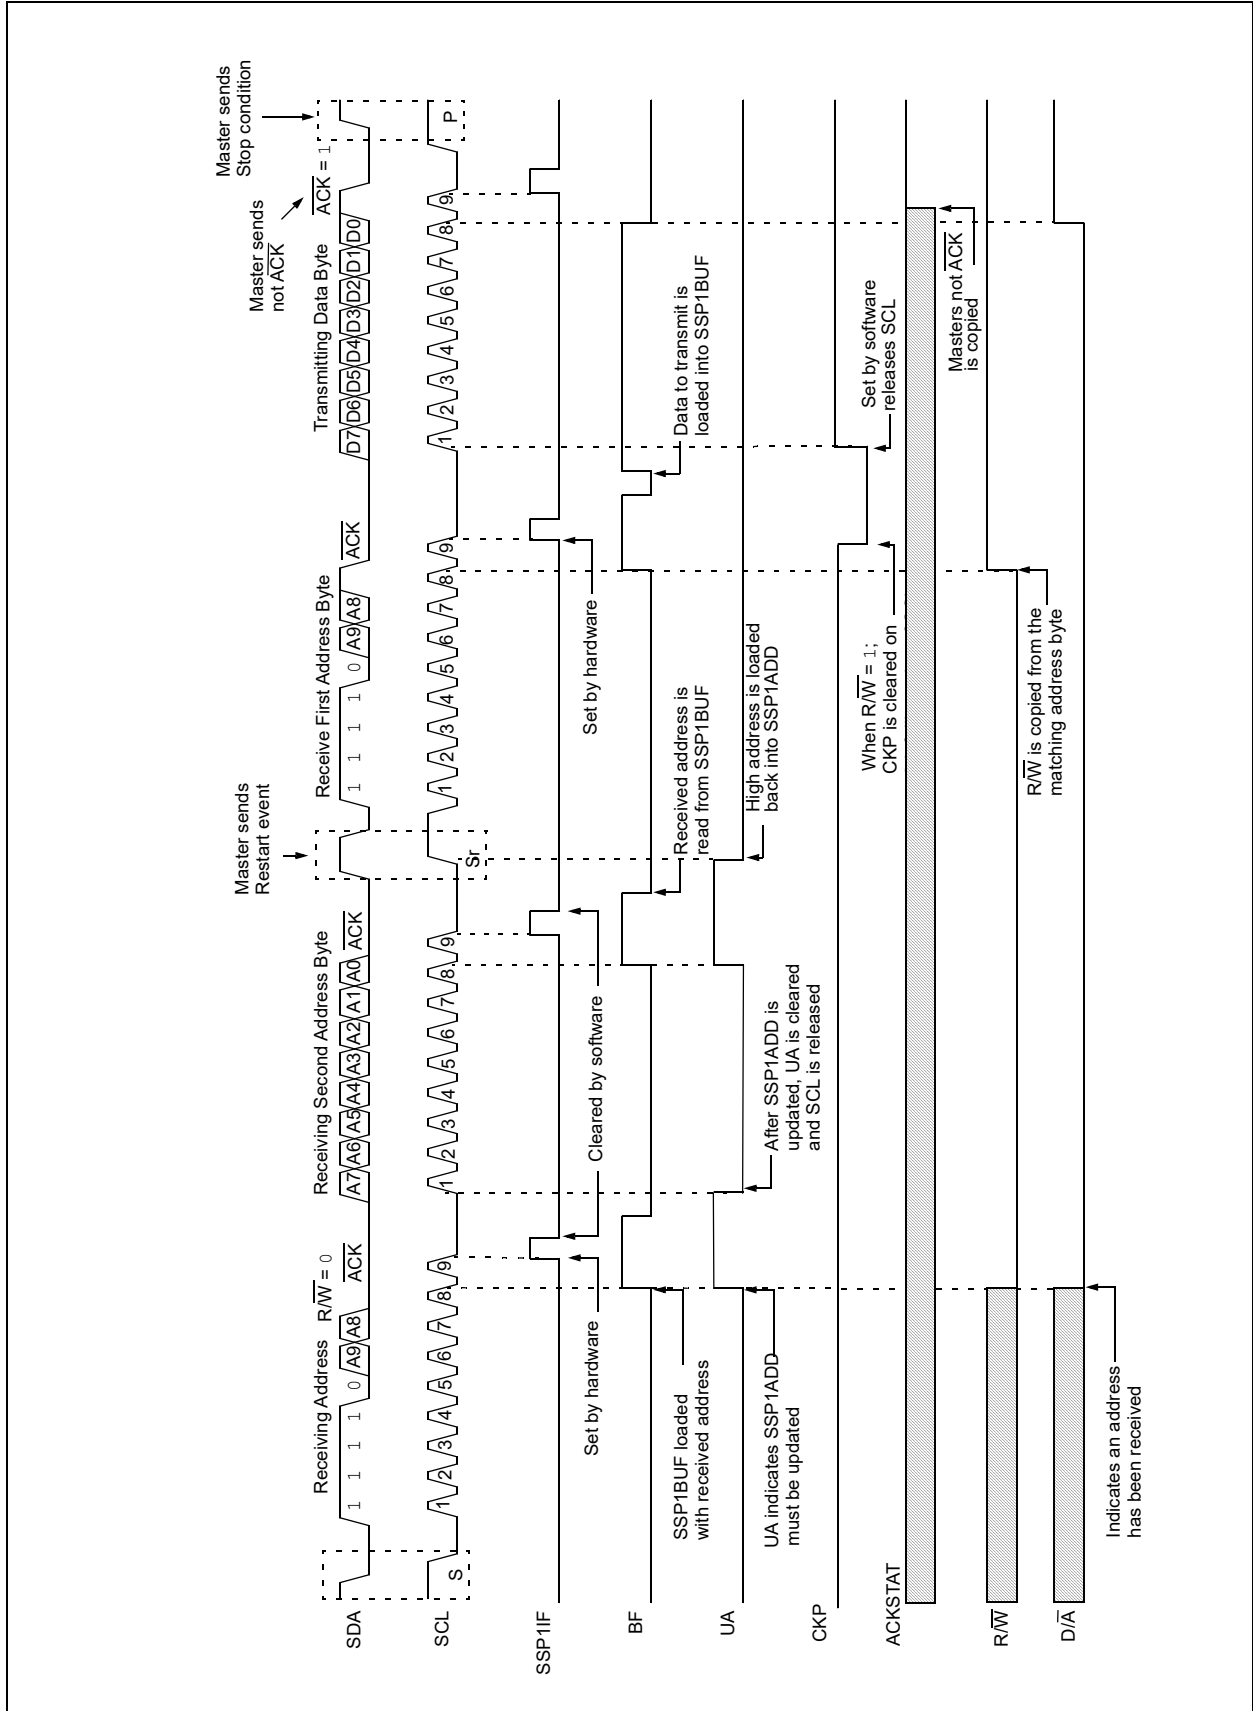 Master sends
Restart event
Master sends
not ACK
Master sends
Stop condition
Receiving Address R/W = 0
Receiving Second Address Byte
Receive First Address Byte
Transmitting Data Byte
ACK = 1
SDA
1 1 1 1 0 A9 A8 ACK
A7 A6 A5 A4 A3 A2 A1 A0 ACK
1 1 1 1 0 A9 A8 ACK
D7 D6 D5 D4 D3 D2 D1 D0
SCL
S
1 2 3 4 5 6 7 8 9
1 2 3 4 5 6 7 8 9
Sr
1 2 3 4 5 6 7 8 9
1 2 3 4 5 6 7 8 9
P
SSP1IF
Set by hardware
Cleared by software
Set by hardware
BF
SSP1BUF loaded
with received address
Received address is
read from SSP1BUF
Data to transmit is
loaded into SSP1BUF
UA
UA indicates SSP1ADD
must be updated
After SSP1ADD is
updated, UA is cleared
and SCL is released
High address is loaded
back into SSP1ADD
CKP
When R/W = 1;
CKP is cleared on
Set by software
releases SCL
ACKSTAT
Masters not ACK
is copied
R/W
R/W is copied from the
matching address byte
D/A
Indicates an address
has been received